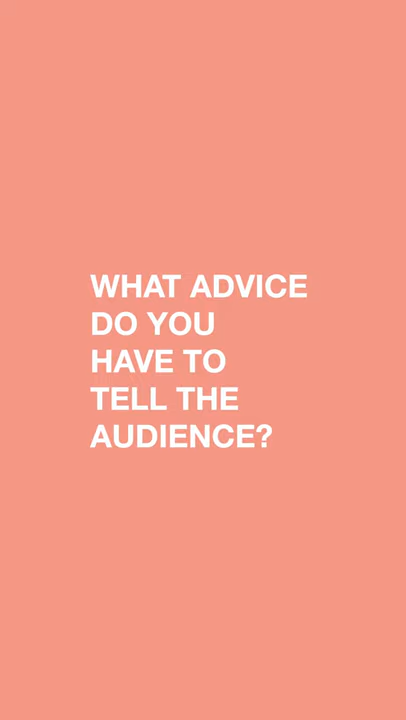 WHAT ADVICE
DO YOU
HAVE TO
TELL THE
AUDIENCE?